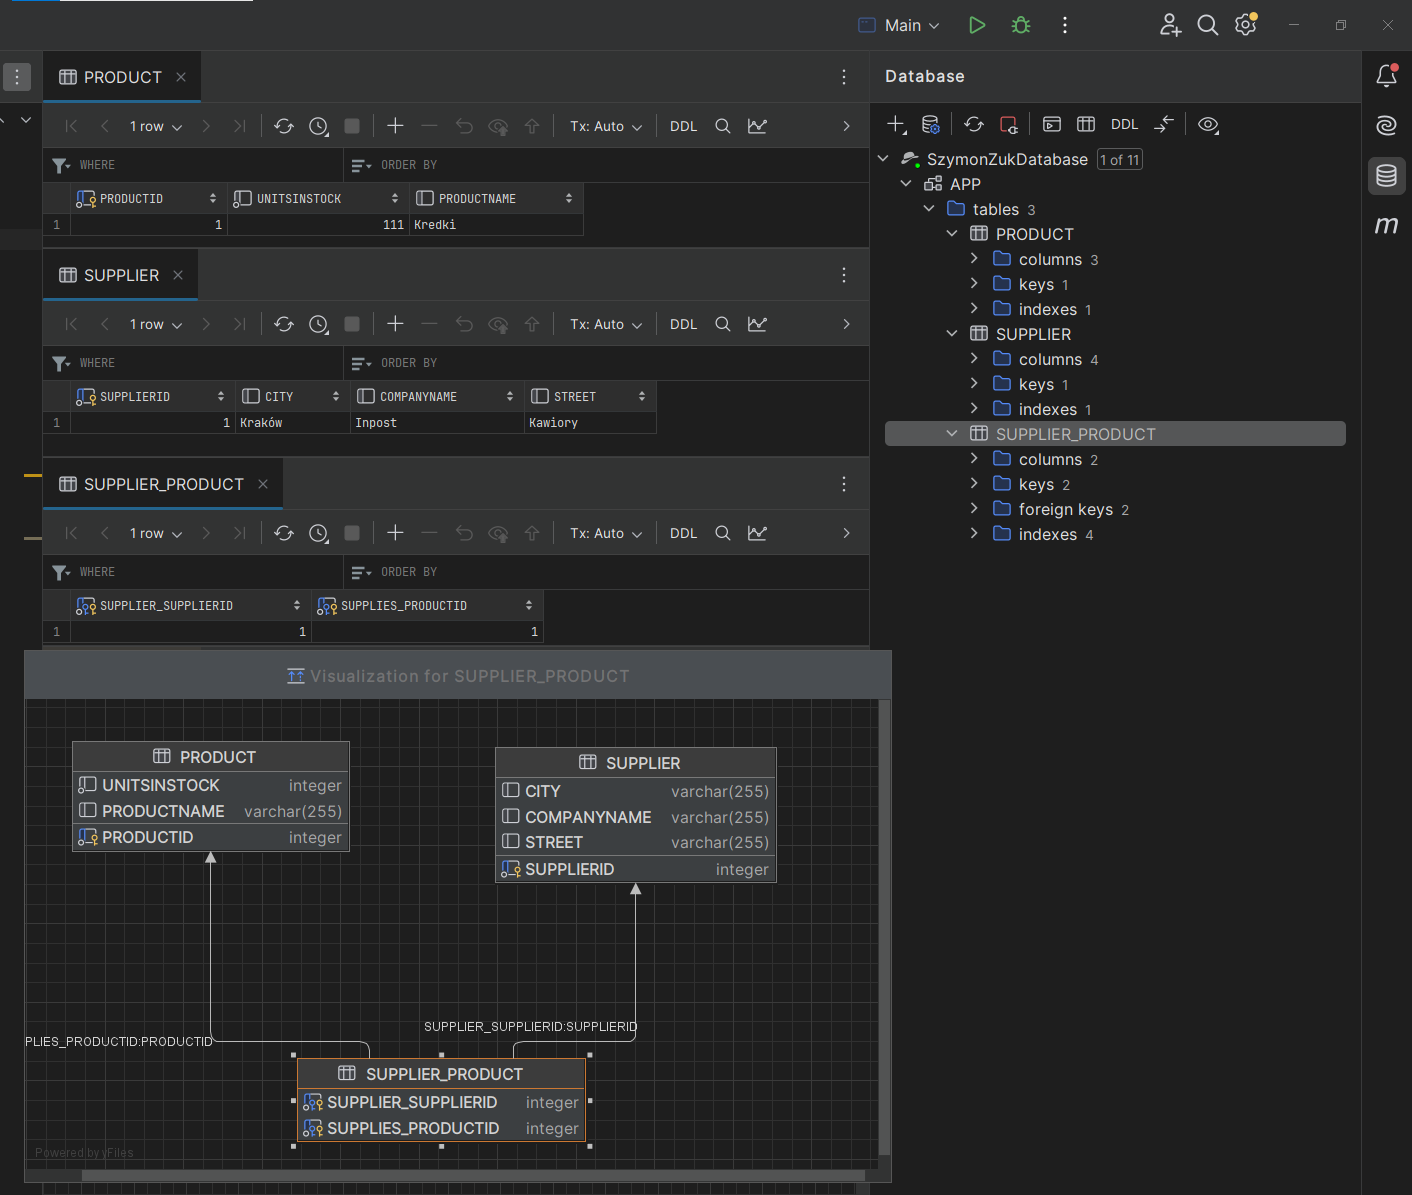 Main
PRODUCT
1 row
Tx: Auto
DDL
WHERE
ORDER BY
PRODUCTID UNITSINSTOCK PRODUCTNAME
1 1 111 Kredki
SUPPLIER
1 row
Tx: Auto
DDL
WHERE
ORDER BY
SUPPLIERID CITY COMPANYNAME STREET
1 1 Kraków Inpost Kawiory
SUPPLIER_PRODUCT
1 row
Tx: Auto
DDL
WHERE
ORDER BY
SUPPLIER_SUPPLIERID SUPPLIES_PRODUCTID
1 1 1
Database
DDL
SzymonZukDatabase 1 of 11
APP
tables 3
PRODUCT
columns 3
keys 1
indexes 1
SUPPLIER
columns 4
keys 1
indexes 1
SUPPLIER_PRODUCT
columns 2
keys 2
foreign keys 2
indexes 4
m
Visualization for SUPPLIER_PRODUCT
PRODUCT
UNITSINSTOCK integer
PRODUCTNAME varchar(255)
PRODUCTID integer
SUPPLIER
CITY varchar(255)
COMPANYNAME varchar(255)
STREET varchar(255)
SUPPLIERID integer
SUPPLIER_SUPPLIERID:SUPPLIERID
PLIES_PRODUCTID:PRODUCTID
SUPPLIER_PRODUCT
SUPPLIER_SUPPLIERID integer
SUPPLIES_PRODUCTID integer
Powered by yFiles